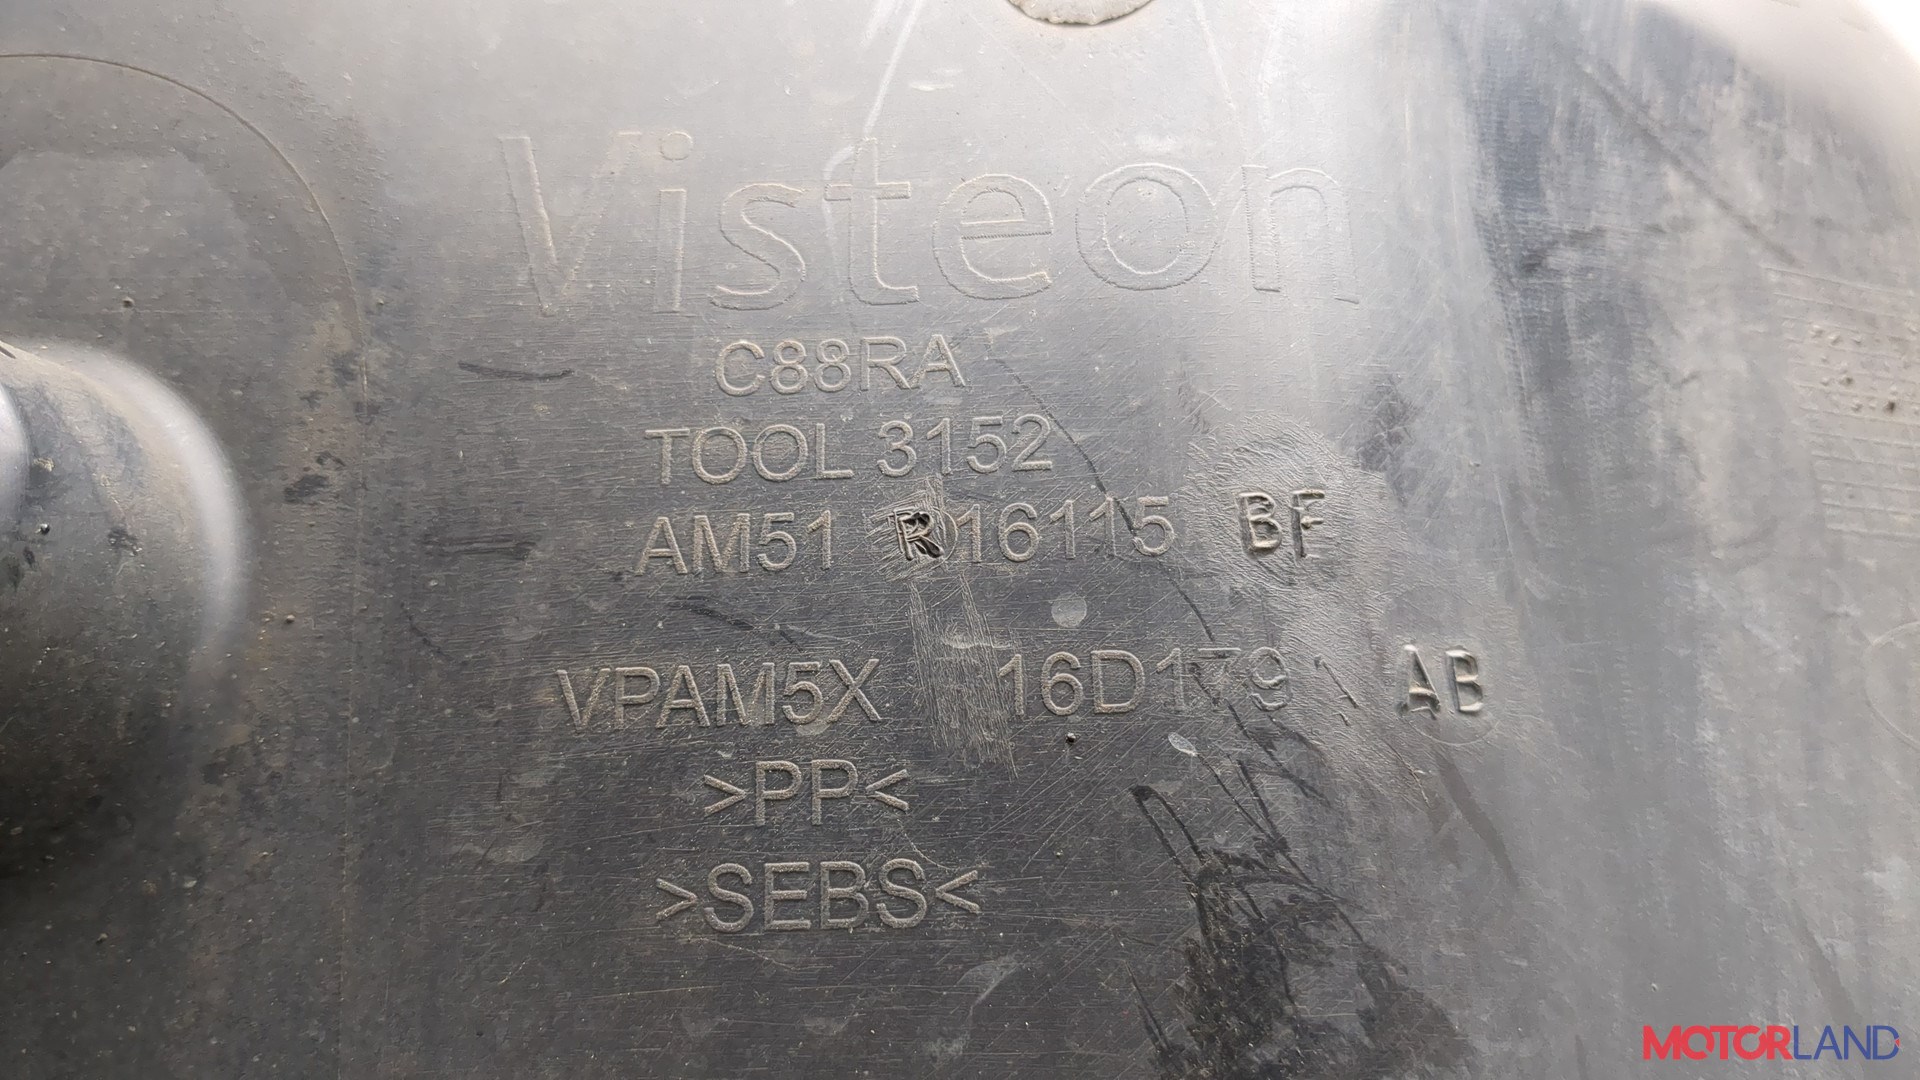 Visteon
C88RA
TOOL 3152
AM51 R16115 BF
VPAM5X 16D179 AB
>PP<
>SEBS<
MOTORLAND